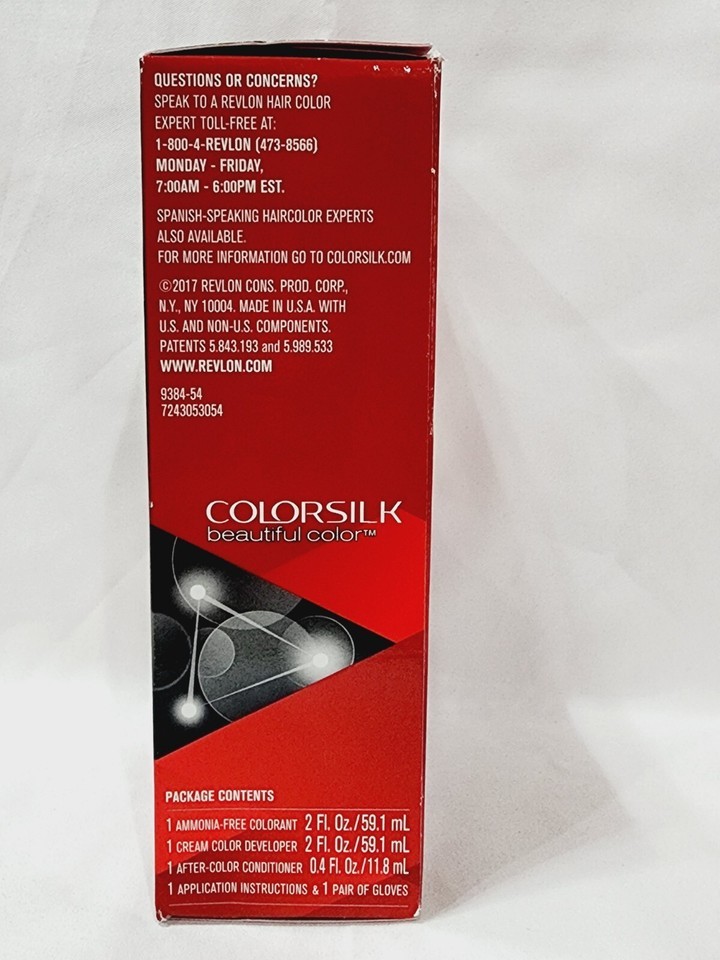 QUESTIONS OR CONCERNS?
SPEAK TO A REVLON HAIR COLOR
EXPERT TOLL-FREE AT:
1-800-4-REVLON (473-8566)
MONDAY - FRIDAY,
7:00AM - 6:00PM EST.
SPANISH-SPEAKING HAIRCOLOR EXPERTS
ALSO AVAILABLE.
FOR MORE INFORMATION GO TO COLORSILK.COM
©2017 REVLON CONS. PROD. CORP.,
N.Y., NY 10004. MADE IN U.S.A. WITH
U.S. AND NON-U.S. COMPONENTS.
PATENTS 5.843.193 and 5.989.533
WWW.REVLON.COM
9384-54
7243053054
COLORSILK
beautiful color™
PACKAGE CONTENTS
1 AMMONIA-FREE COLORANT 2 Fl. Oz./59.1 mL
1 CREAM COLOR DEVELOPER 2 Fl. Oz./59.1 mL
1 AFTER-COLOR CONDITIONER 0.4 Fl. Oz./11.8 mL
1 APPLICATION INSTRUCTIONS & 1 PAIR OF GLOVES